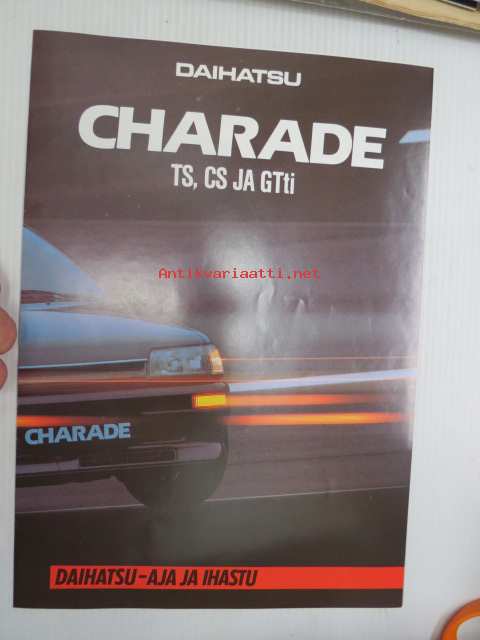 DAIHATSU
CHARADE
TS, CS JA GTti
Antikvariaatti.net
CHARADE
DAIHATSU-AJA JA IHASTU